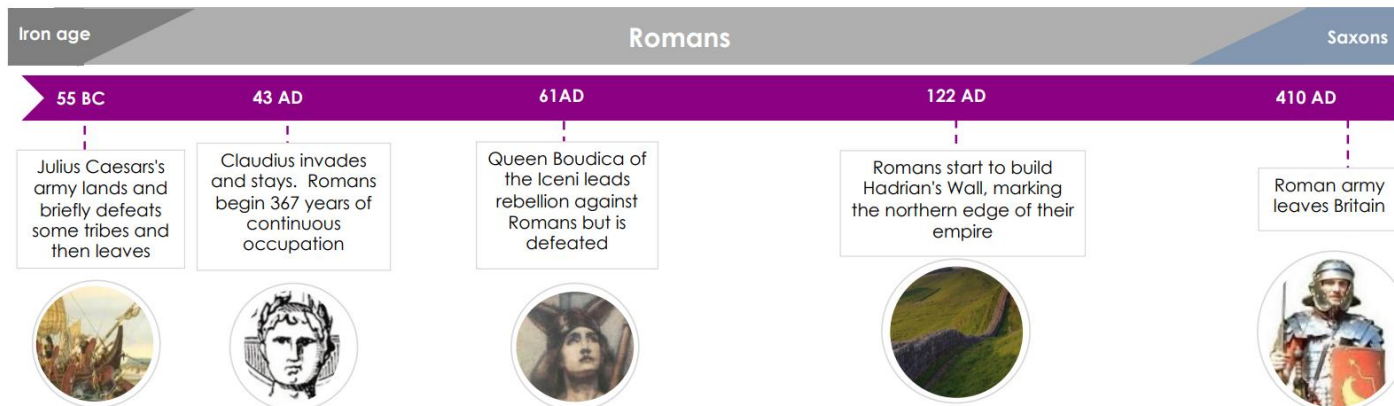 Iron age
Romans
Saxons
55 BC
43 AD
61AD
122 AD
410 AD
Julius Caesars's
army lands and
briefly defeats
some tribes and
then leaves
Claudius invades
and stays.  Romans
begin 367 years of
continuous
occupation
Queen Boudica of
the Iceni leads
rebellion against
Romans but is
defeated
Romans start to build
Hadrian's Wall, marking
the northern edge of their
empire
Roman army
leaves Britain